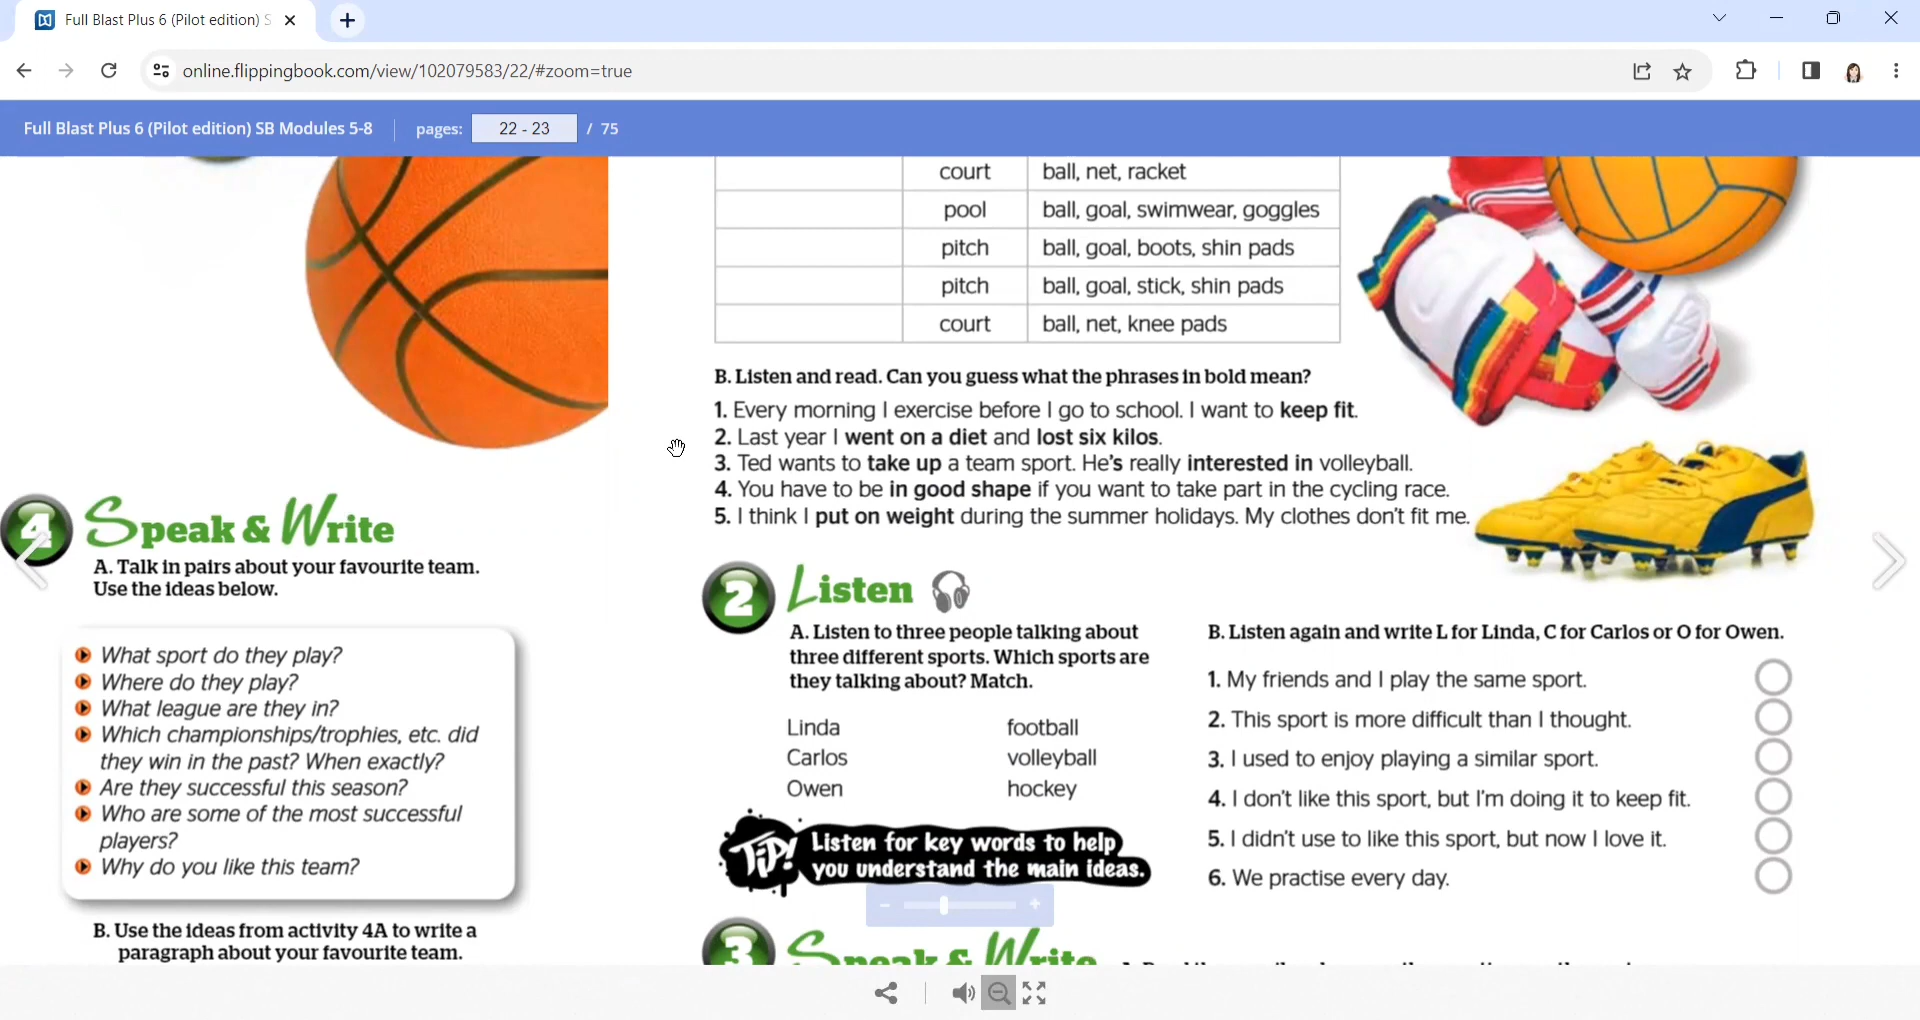 Full Blast Plus 6 (Pilot edition) S
online.flippingbook.com/view/102079583/22/#zoom=true
Full Blast Plus 6 (Pilot edition) SB Modules 5-8
pages: 22 - 23 / 75
court ball, net, racket
pool ball, goal, swimwear, goggles
pitch ball, goal, boots, shin pads
pitch ball, goal, stick, shin pads
court ball, net, knee pads
B. Listen and read. Can you guess what the phrases in bold mean?
1. Every morning I exercise before I go to school. I want to keep fit.
2. Last year I went on a diet and lost six kilos.
3. Ted wants to take up a team sport. He's really interested in volleyball.
4. You have to be in good shape if you want to take part in the cycling race.
5. I think I put on weight during the summer holidays. My clothes don't fit me.
4 Speak & Write
A. Talk in pairs about your favourite team.
Use the ideas below.
What sport do they play?
Where do they play?
What league are they in?
Which championships/trophies, etc. did
they win in the past? When exactly?
Are they successful this season?
Who are some of the most successful
players?
Why do you like this team?
B. Use the ideas from activity 4A to write a
paragraph about your favourite team.
2 Listen
A. Listen to three people talking about
three different sports. Which sports are
they talking about? Match.
Linda football
Carlos volleyball
Owen hockey
TiP! Listen for key words to help
you understand the main ideas.
B. Listen again and write L for Linda, C for Carlos or O for Owen.
1. My friends and I play the same sport.
2. This sport is more difficult than I thought.
3. I used to enjoy playing a similar sport.
4. I don't like this sport, but I'm doing it to keep fit.
5. I didn't use to like this sport, but now I love it.
6. We practise every day.
3 Speak & Write